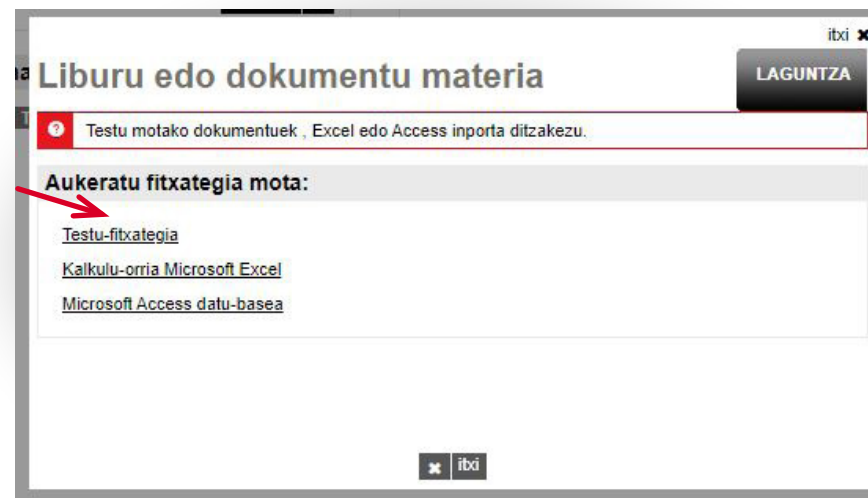 itxi
Liburu edo dokumentu materia
LAGUNTZA
Testu motako dokumentuek , Excel edo Access inporta ditzakezu.
Aukeratu fitxategia mota:
Testu-fitxategia
Kalkulu-orria Microsoft Excel
Microsoft Access datu-basea
itxi